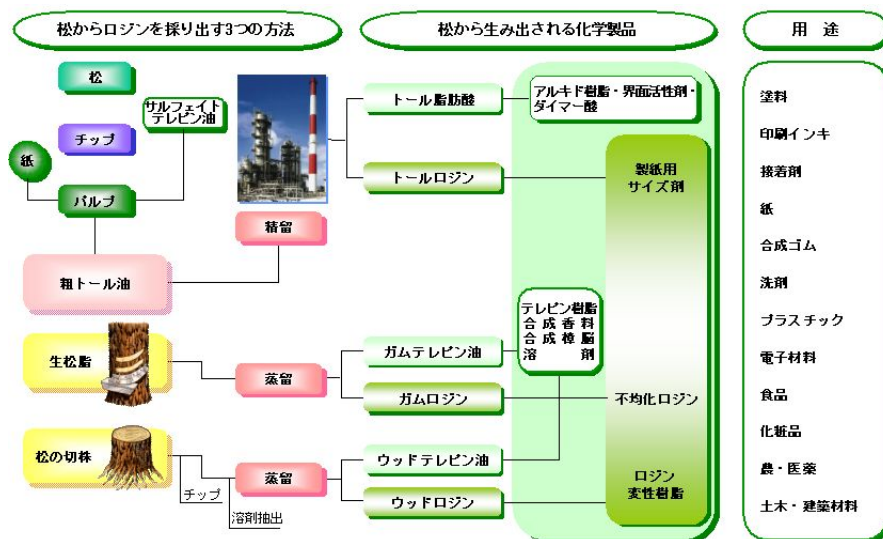 松からロジンを採り出す3つの方法
松から生み出される化学製品
用 途
松
サルフェイト
テレピン油
チップ
紙
パルプ
粗トール油
精留
トール脂肪酸
アルキド樹脂・界面活性剤・
ダイマー酸
トールロジン
製紙用
サイズ剤
生松脂
蒸留
ガムテレピン油
テレピン樹脂
合成香料
合成樟脳
溶剤
ガムロジン
不均化ロジン
松の切株
チップ
溶剤抽出
蒸留
ウッドテレピン油
ウッドロジン
ロジン
変性樹脂
塗料
印刷インキ
接着剤
紙
合成ゴム
洗剤
プラスチック
電子材料
食品
化粧品
農・医薬
土木・建築材料